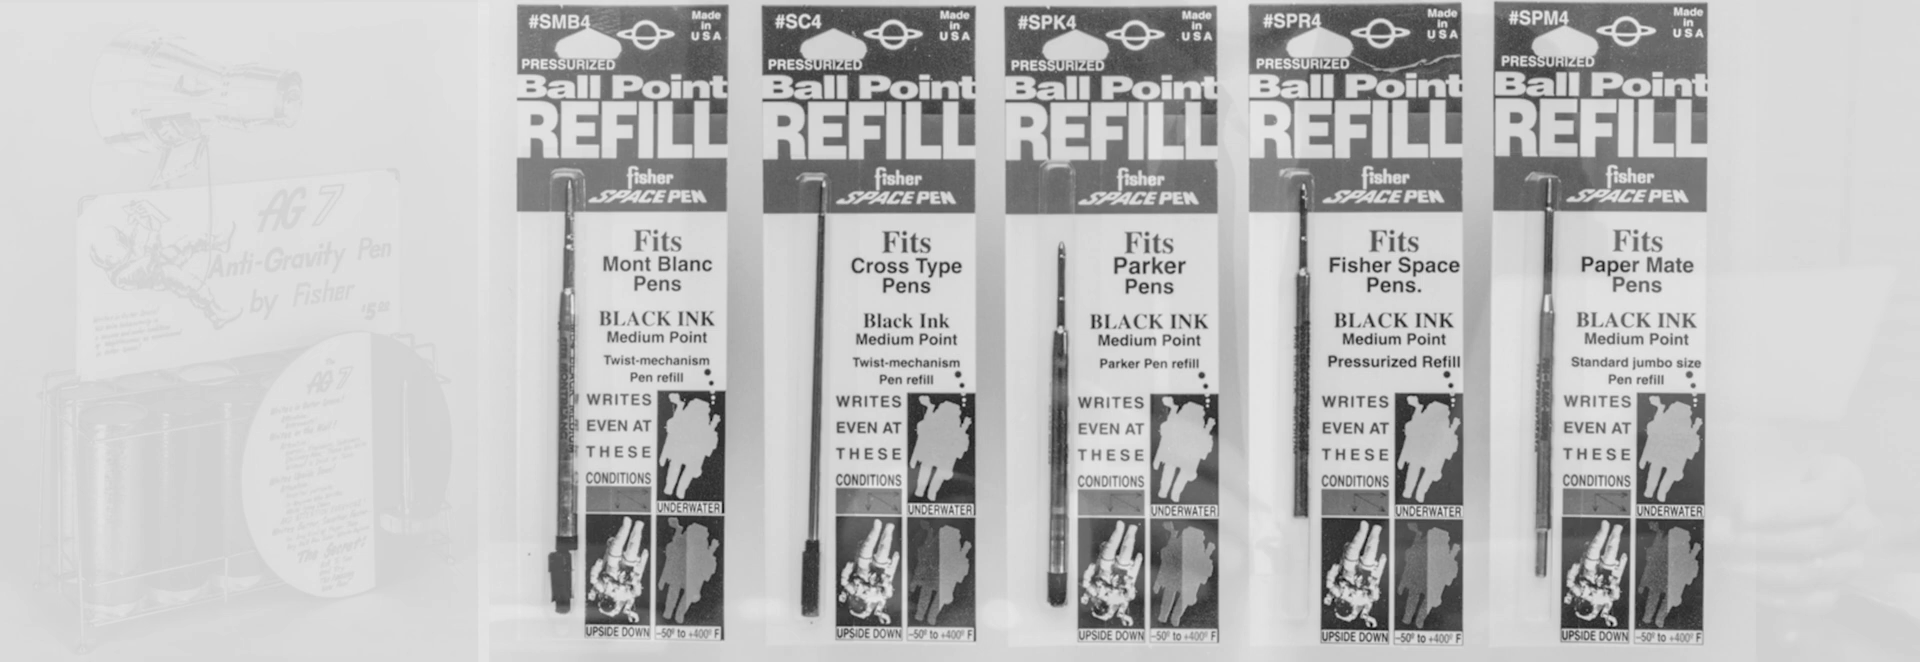 AG 7
Anti-Gravity Pen
by Fisher
$5.00
AG 7
The Secret!
#SMB4
Made
in
USA
PRESSURIZED
Ball Point
REFILL
fisher
SPACE PEN
Fits
Mont Blanc
Pens
BLACK INK
Medium Point
Twist-mechanism
Pen refill
WRITES
EVEN AT
THESE
CONDITIONS
UNDERWATER
UPSIDE DOWN
-50° to +400° F
#SC4
Made
in
USA
PRESSURIZED
Ball Point
REFILL
fisher
SPACE PEN
Fits
Cross Type
Pens
Black Ink
Medium Point
Twist-mechanism
Pen refill
WRITES
EVEN AT
THESE
CONDITIONS
UNDERWATER
UPSIDE DOWN
-50° to +400° F
#SPK4
Made
in
USA
PRESSURIZED
Ball Point
REFILL
fisher
SPACE PEN
Fits
Parker
Pens
BLACK INK
Medium Point
Parker Pen refill
WRITES
EVEN AT
THESE
CONDITIONS
UNDERWATER
UPSIDE DOWN
-50° to +400° F
#SPR4
Made
in
USA
PRESSURIZED
Ball Point
REFILL
fisher
SPACE PEN
Fits
Fisher Space
Pens.
BLACK INK
Medium Point
Pressurized Refill
WRITES
EVEN AT
THESE
CONDITIONS
UNDERWATER
UPSIDE DOWN
-50° to +400° F
#SPM4
Made
in
USA
PRESSURIZED
Ball Point
REFILL
fisher
SPACE PEN
Fits
Paper Mate
Pens
BLACK INK
Medium Point
Standard jumbo size
Pen refill
WRITES
EVEN AT
THESE
CONDITIONS
UNDERWATER
UPSIDE DOWN
-50° to +400° F